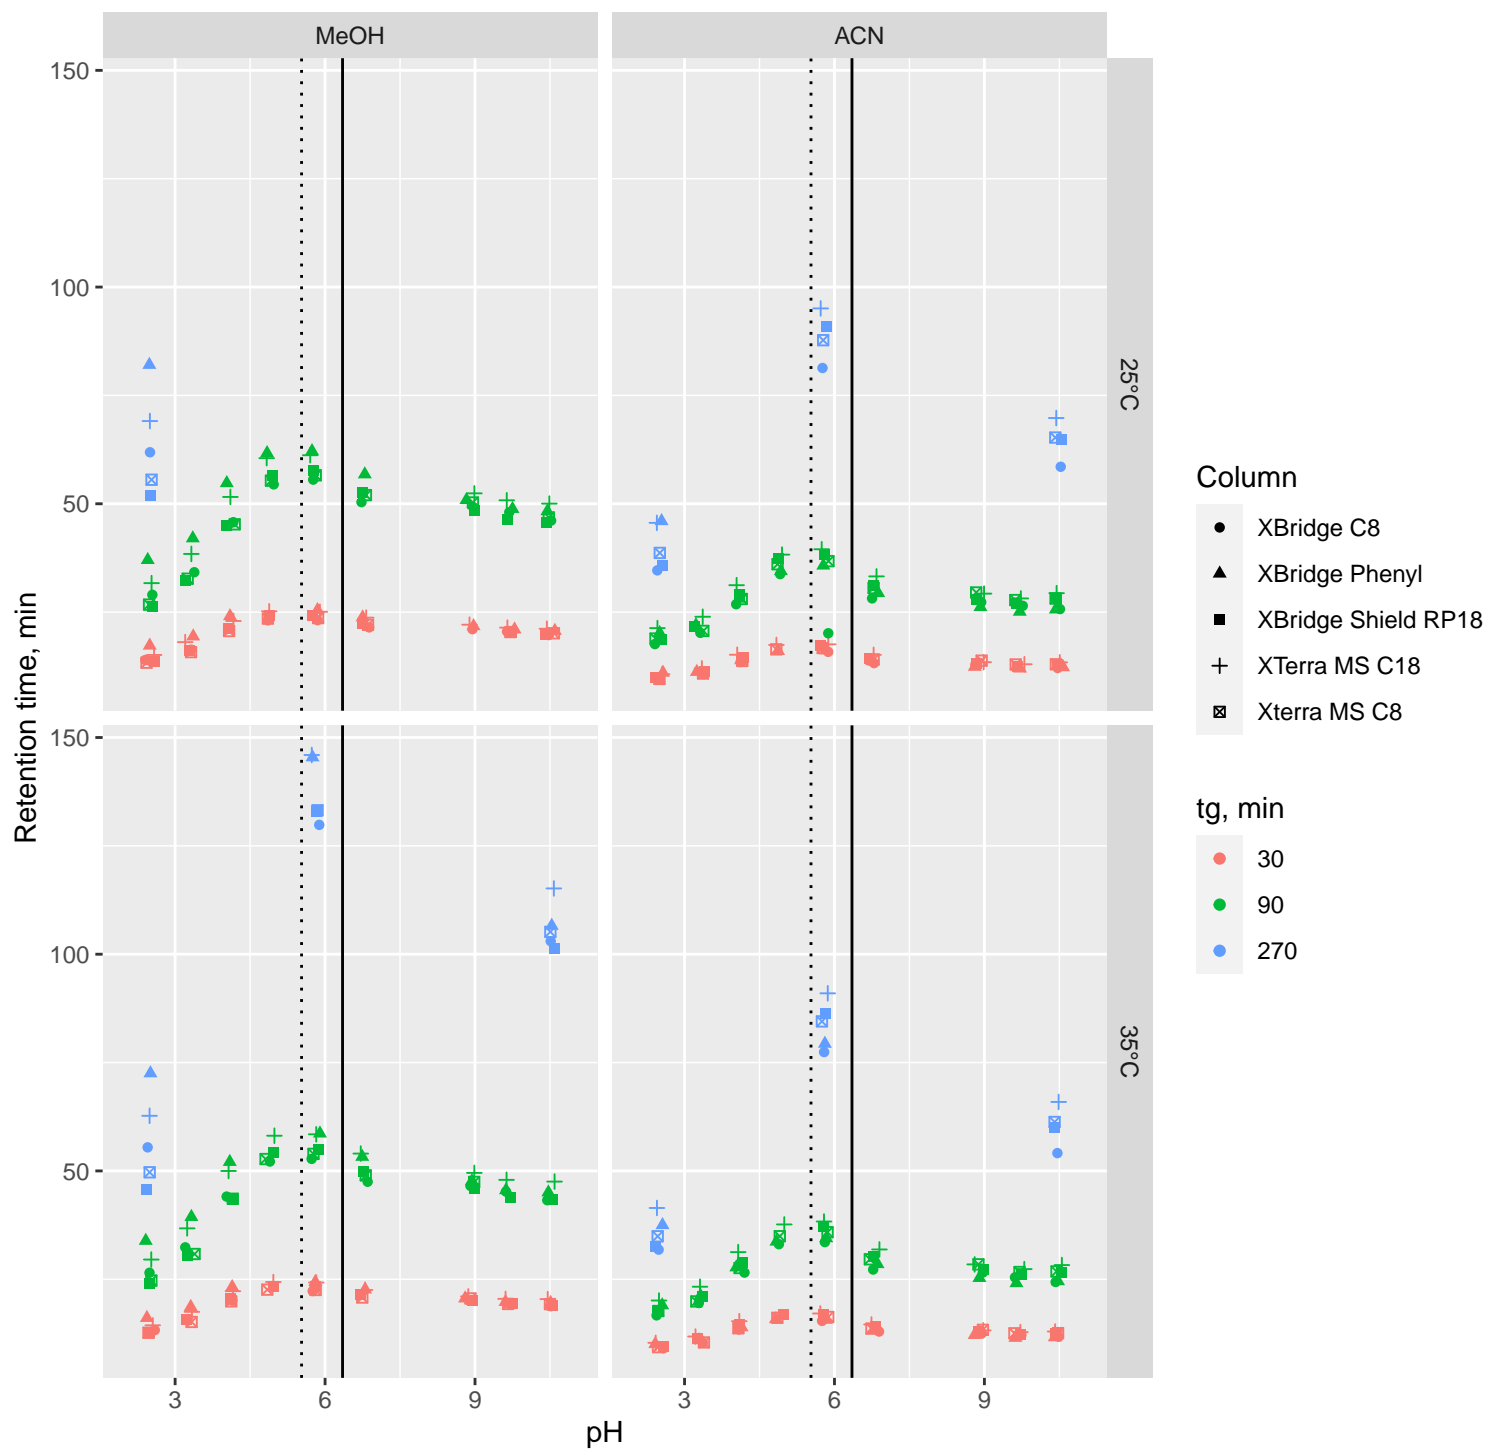 MeOH
ACN
150
100
50
25°C
150
100
50
35°C
3
6
9
3
6
9
pH
Retention time, min
Column
XBridge C8
XBridge Phenyl
XBridge Shield RP18
XTerra MS C18
Xterra MS C8
tg, min
30
90
270